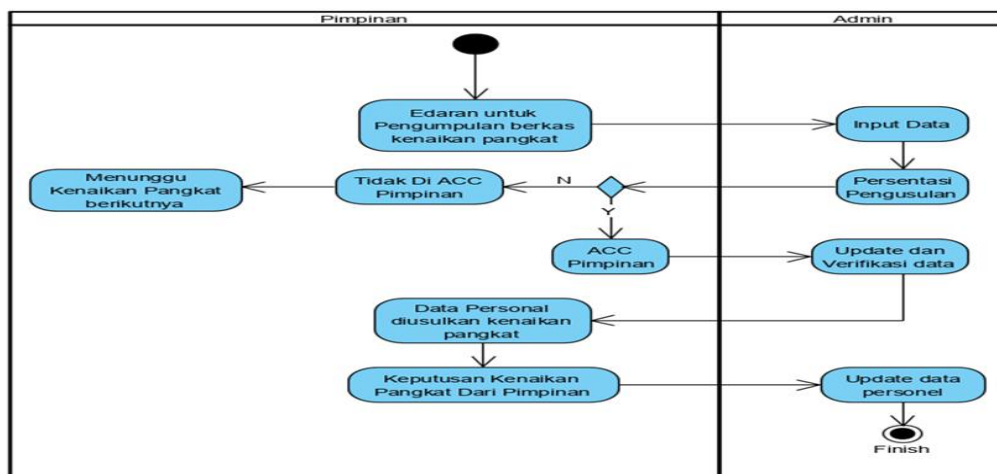 Pimpinan
Admin
Edaran untuk
Pengumpulan berkas
kenaikan pangkat
Input Data
Menunggu
Kenaikan Pangkat
berikutnya
Tidak Di ACC
Pimpinan
N
Persentasi
Pengusulan
Y
ACC
Pimpinan
Update dan
Verifikasi data
Data Personal
diusulkan kenaikan
pangkat
Keputusan Kenaikan
Pangkat Dari Pimpinan
Update data
personel
Finish